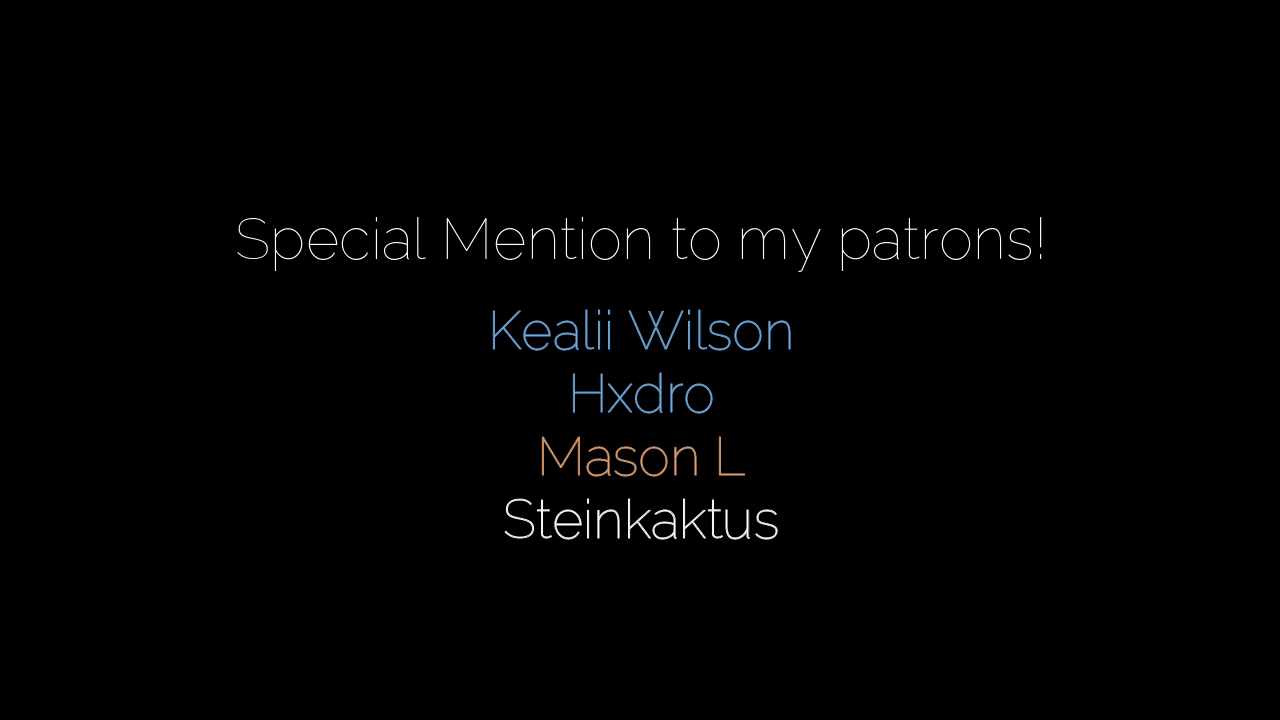 Special Mention to my patrons!
Kealii Wilson
Hxdro
Mason L
Steinkaktus